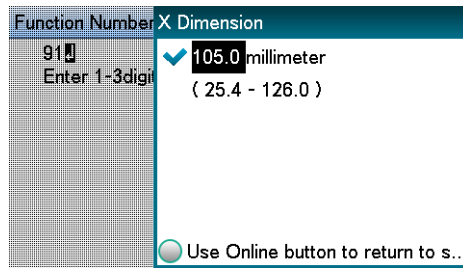 Function Number
91
Enter 1-3digi
X Dimension
105.0 millimeter
( 25.4 - 126.0 )
Use Online button to return to s..